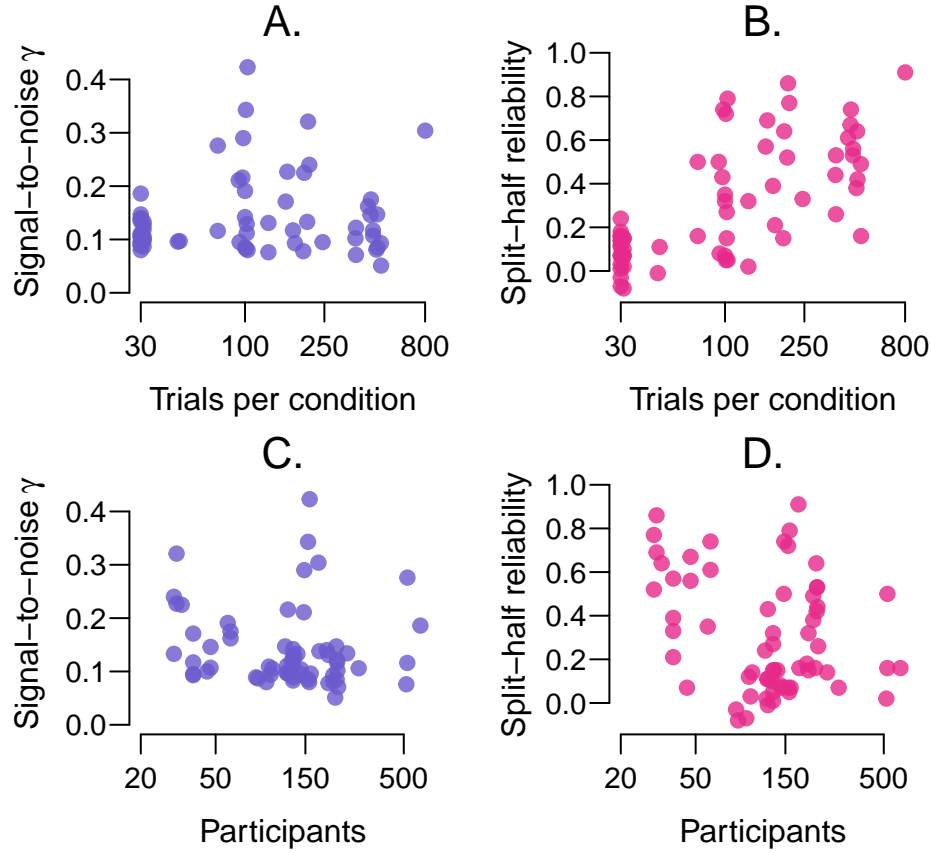 A.
Signal−to−noise γ
0.4
0.3
0.2
0.1
0.0
30 100 250 800
Trials per condition
B.
Split−half reliability
1.0
0.8
0.6
0.4
0.2
0.0
30 100 250 800
Trials per condition
C.
Signal−to−noise γ
0.4
0.3
0.2
0.1
0.0
20 50 150 500
Participants
D.
Split−half reliability
1.0
0.8
0.6
0.4
0.2
0.0
20 50 150 500
Participants